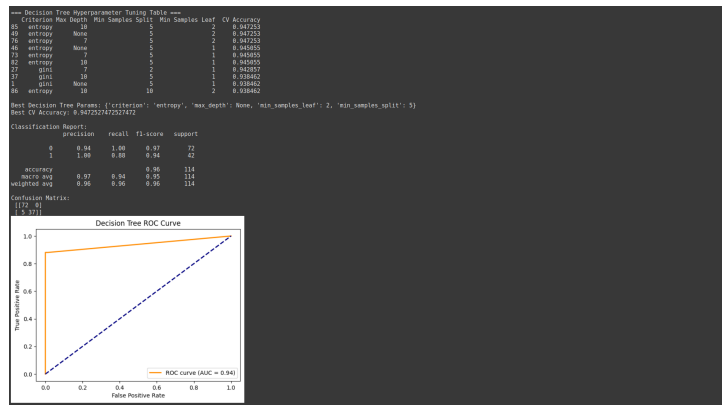 === Decision Tree Hyperparameter Tuning Table ===
Criterion Max Depth Min Samples Split Min Samples Leaf CV Accuracy
85 entropy 10 5 2 0.947253
49 entropy None 5 2 0.947253
76 entropy 7 5 2 0.947253
46 entropy None 5 1 0.945055
73 entropy 7 5 1 0.945055
82 entropy 10 5 1 0.945055
27 gini 7 2 1 0.942857
37 gini 10 5 1 0.938462
1 gini None 5 1 0.938462
86 entropy 10 10 2 0.938462
Best Decision Tree Params: {'criterion': 'entropy', 'max_depth': None, 'min_samples_leaf': 2, 'min_samples_split': 5}
Best CV Accuracy: 0.9472527472527472
Classification Report:
precision recall f1-score support
0 0.94 1.00 0.97 72
1 1.00 0.88 0.94 42
accuracy 0.96 114
macro avg 0.97 0.94 0.95 114
weighted avg 0.96 0.96 0.96 114
Confusion Matrix:
[[72 0]
[ 5 37]]
Decision Tree ROC Curve
1.0
0.8
0.6
0.4
0.2
0.0
True Positive Rate
ROC curve (AUC = 0.94)
0.0 0.2 0.4 0.6 0.8 1.0
False Positive Rate